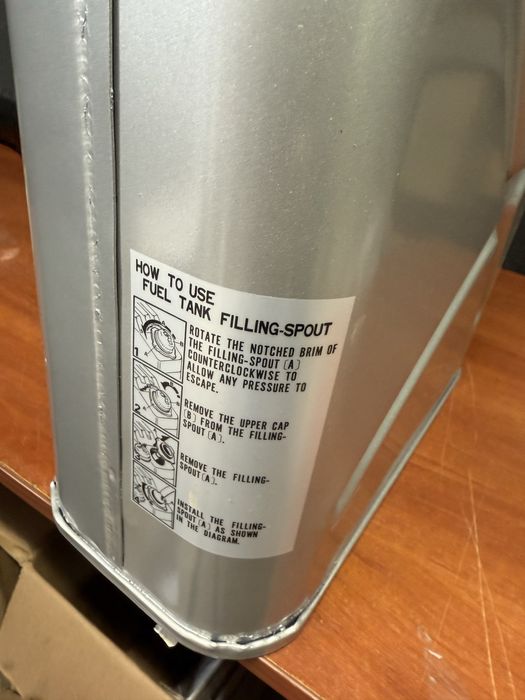 HOW TO USE
FUEL TANK FILLING-SPOUT
1
ROTATE THE NOTCHED BRIM OF
THE FILLING-SPOUT (A)
COUNTERCLOCKWISE TO
ALLOW ANY PRESSURE TO
ESCAPE.
2
REMOVE THE UPPER CAP
(B) FROM THE FILLING-
SPOUT(A).
3
REMOVE THE FILLING-
SPOUT(A).
4
INSTALL THE FILLING-
SPOUT(A) AS SHOWN
IN THE DIAGRAM.